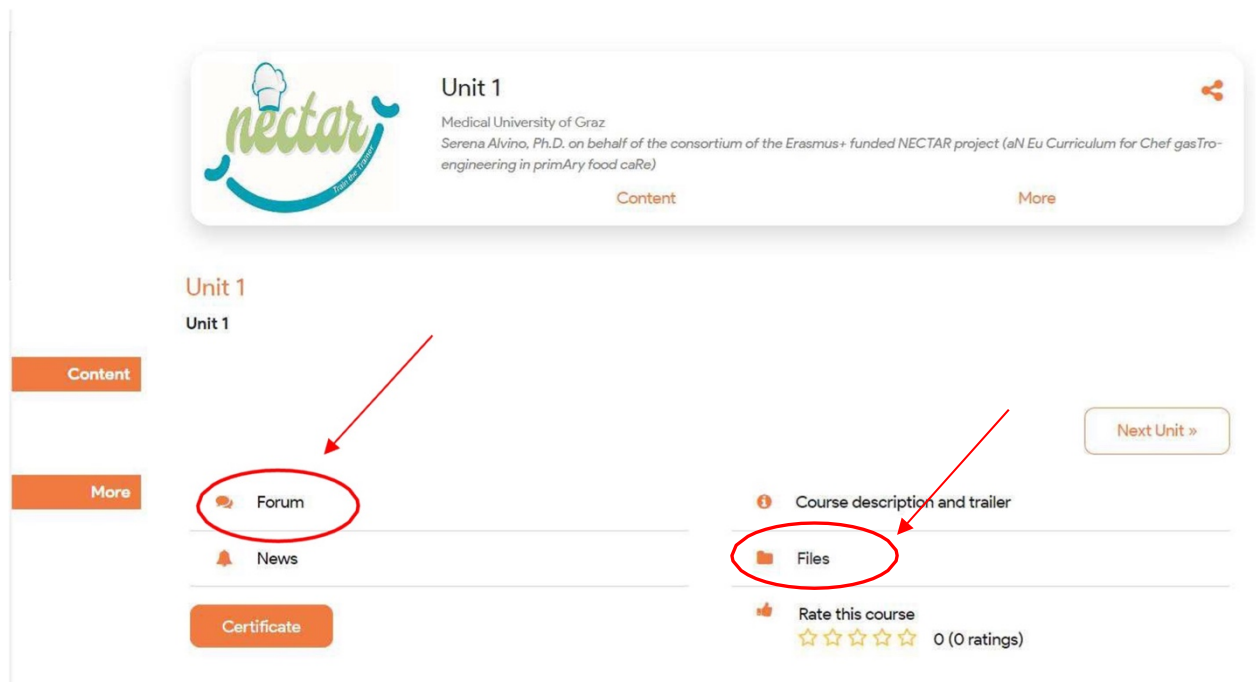 nectar
Train the Trainer
Unit 1
Medical University of Graz
Serena Alvino, Ph.D. on behalf of the consortium of the Erasmus+ funded NECTAR project (aN Eu Curriculum for Chef gasTro-
engineering in primAry food caRe)
Content
More
Unit 1
Unit 1
Content
Next Unit »
More
Forum
Course description and trailer
News
Files
Certificate
Rate this course
0 (0 ratings)